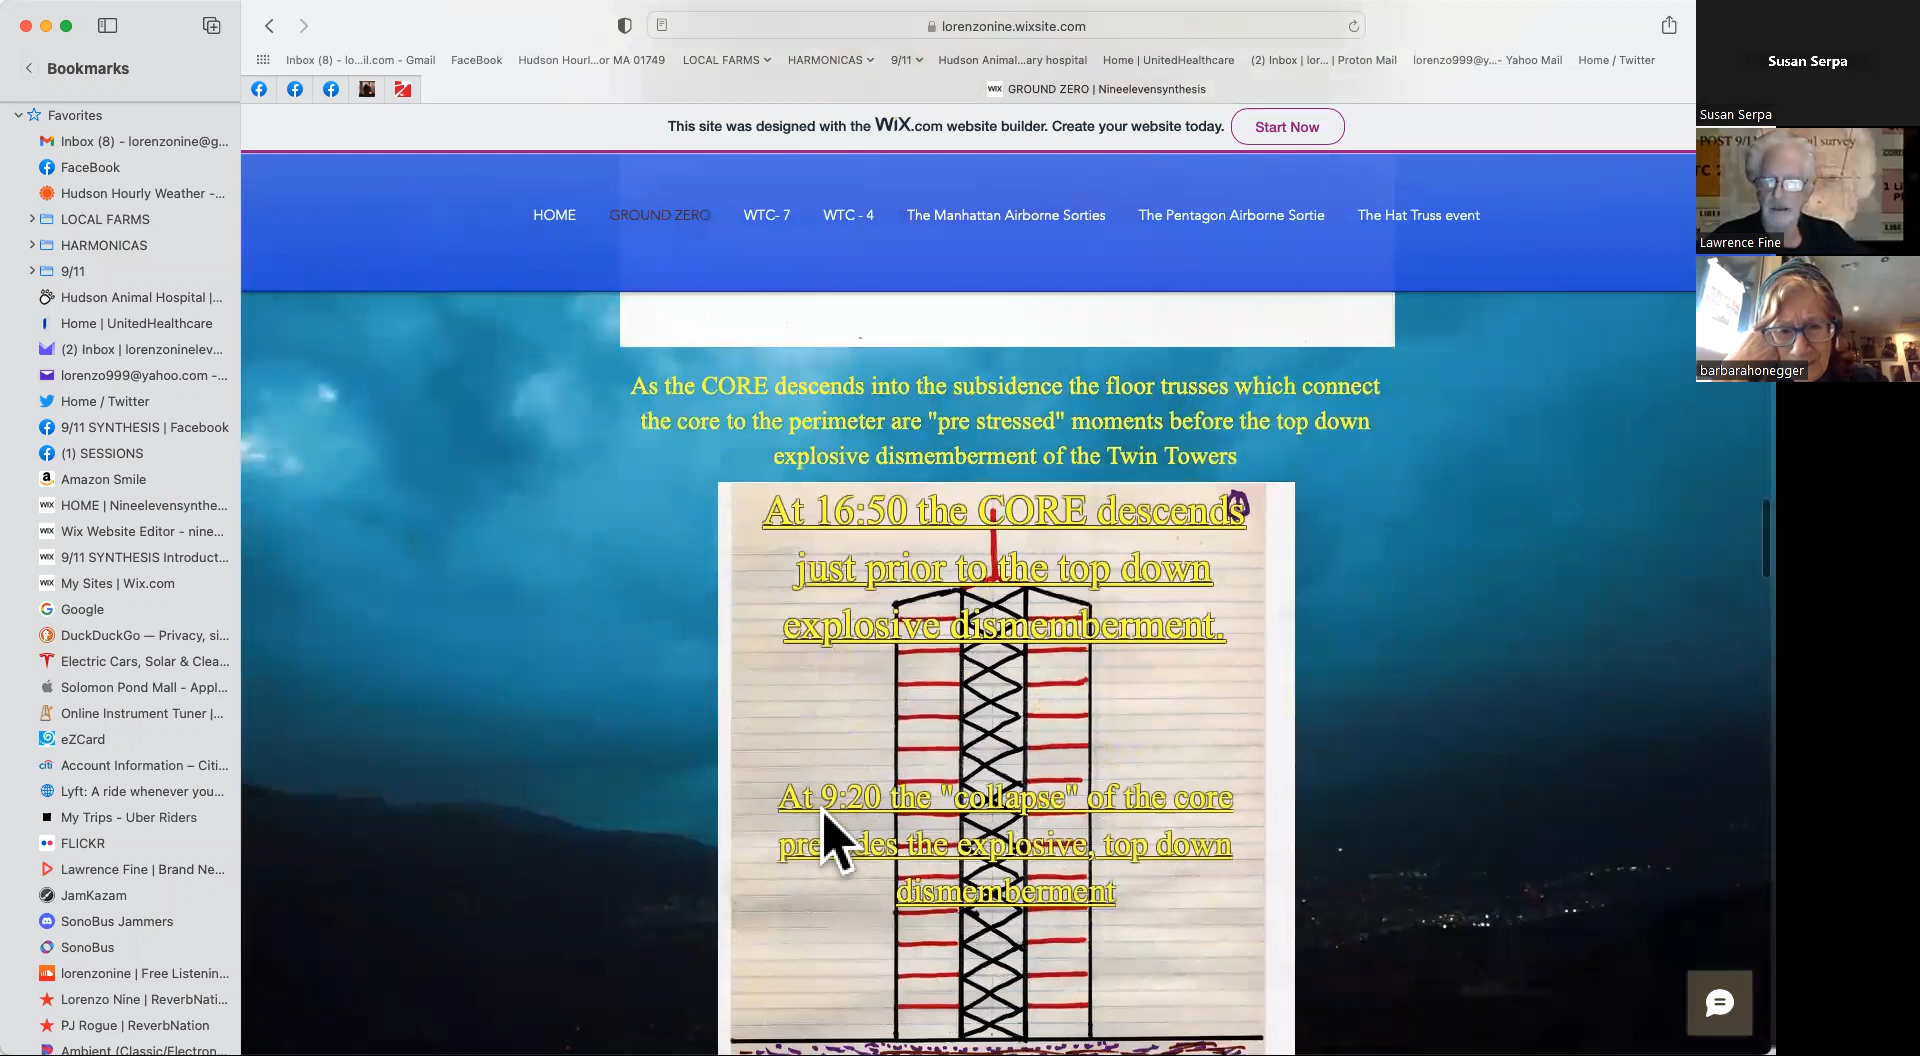 Bookmarks
Favorites
Inbox (8) - lorenzonine@g...
FaceBook
Hudson Hourly Weather -...
LOCAL FARMS
HARMONICAS
9/11
Hudson Animal Hospital |...
Home | UnitedHealthcare
(2) Inbox | lorenzoninelev...
lorenzo999@yahoo.com -...
Home / Twitter
9/11 SYNTHESIS | Facebook
(1) SESSIONS
Amazon Smile
HOME | Nineelevensynthe...
Wix Website Editor - nine...
9/11 SYNTHESIS Introduct...
My Sites | Wix.com
Google
DuckDuckGo — Privacy, si...
Electric Cars, Solar & Clea...
Solomon Pond Mall - Appl...
Online Instrument Tuner |...
eZCard
Account Information – Citi...
Lyft: A ride whenever you...
My Trips - Uber Riders
FLICKR
Lawrence Fine | Brand Ne...
JamKazam
SonoBus Jammers
SonoBus
lorenzonine | Free Listenin...
Lorenzo Nine | ReverbNati...
PJ Rogue | ReverbNation
Ambient (Classic/Electron...
lorenzonine.wixsite.com
Inbox (8) - lo...il.com - Gmail FaceBook Hudson Hourl...or MA 01749 LOCAL FARMS HARMONICAS 9/11 Hudson Animal...ary hospital Home | UnitedHealthcare (2) Inbox | lor... | Proton Mail lorenzo999@y...- Yahoo Mail Home / Twitter
WIX GROUND ZERO | Nineelevensynthesis
This site was designed with the WiX.com website builder. Create your website today. Start Now
HOME GROUND ZERO WTC- 7 WTC - 4 The Manhattan Airborne Sorties The Pentagon Airborne Sortie The Hat Truss event
As the CORE descends into the subsidence the floor trusses which connect
the core to the perimeter are "pre stressed" moments before the top down
explosive dismemberment of the Twin Towers
At 16:50 the CORE descends
just prior to the top down
explosive dismemberment.
At 9:20 the "collapse" of the core
the explosive, top down
dismemberment
Susan Serpa
Susan Serpa
POST 9/11 survey
Lawrence Fine
barbarahonegger